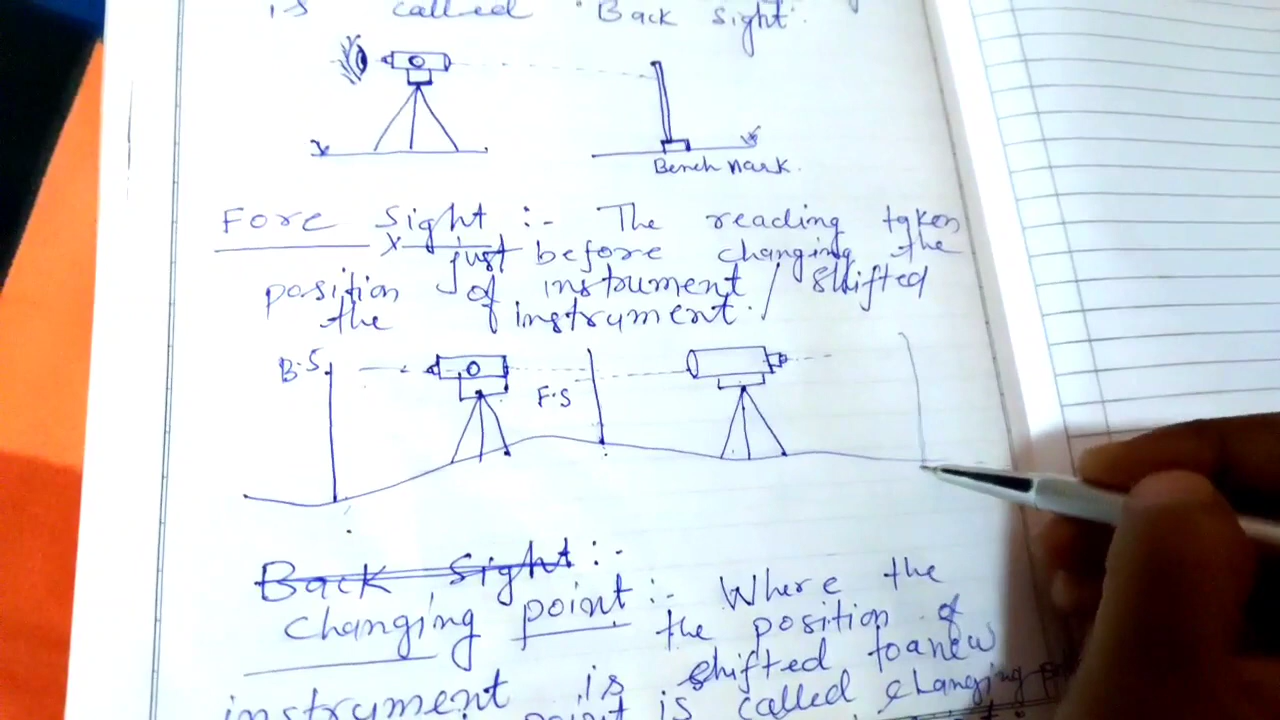 is called "Back sight".
Bench Mark.
Fore Sight :- The reading taken
just before changing the
position of instrument / shifted
the instrument.
B.S
F.S
Back Sight :-
Changing point :- Where the
the position of
instrument is shifted to a new
point is called changing